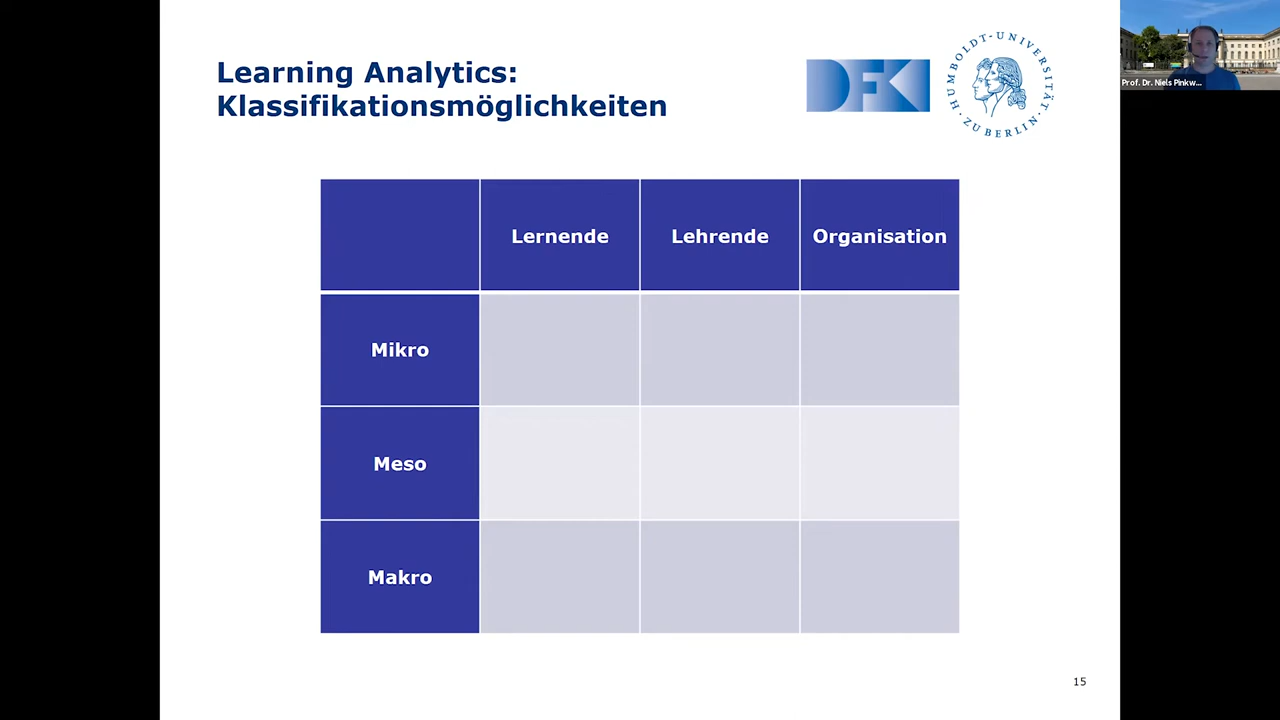 Learning Analytics:
Klassifikationsmöglichkeiten
DFKI
HUMBOLDT-UNIVERSITÄT
· ZU BERLIN ·
Prof. Dr. Niels Pinkw...
Lernende
Lehrende
Organisation
Mikro
Meso
Makro
15